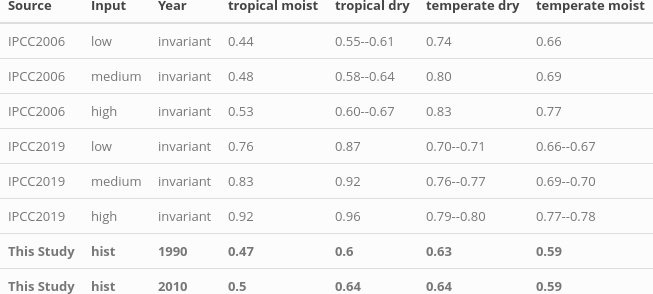 Source Input Year tropical moist tropical dry temperate dry temperate moist
IPCC2006 low invariant 0.44 0.55--0.61 0.74 0.66
IPCC2006 medium invariant 0.48 0.58--0.64 0.80 0.69
IPCC2006 high invariant 0.53 0.60--0.67 0.83 0.77
IPCC2019 low invariant 0.76 0.87 0.70--0.71 0.66--0.67
IPCC2019 medium invariant 0.83 0.92 0.76--0.77 0.69--0.70
IPCC2019 high invariant 0.92 0.96 0.79--0.80 0.77--0.78
This Study hist 1990 0.47 0.6 0.63 0.59
This Study hist 2010 0.5 0.64 0.64 0.59